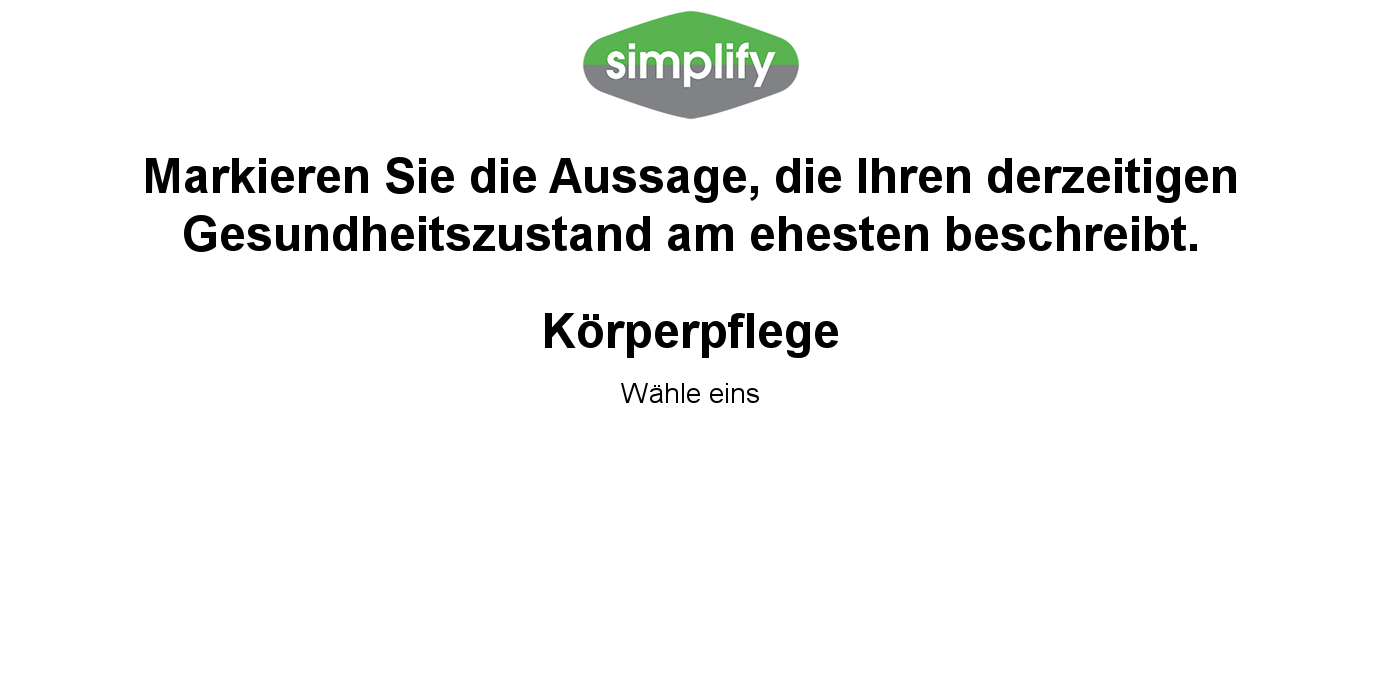 simplify
Markieren Sie die Aussage, die Ihren derzeitigen
Gesundheitszustand am ehesten beschreibt.
Körperpflege
Wähle eins